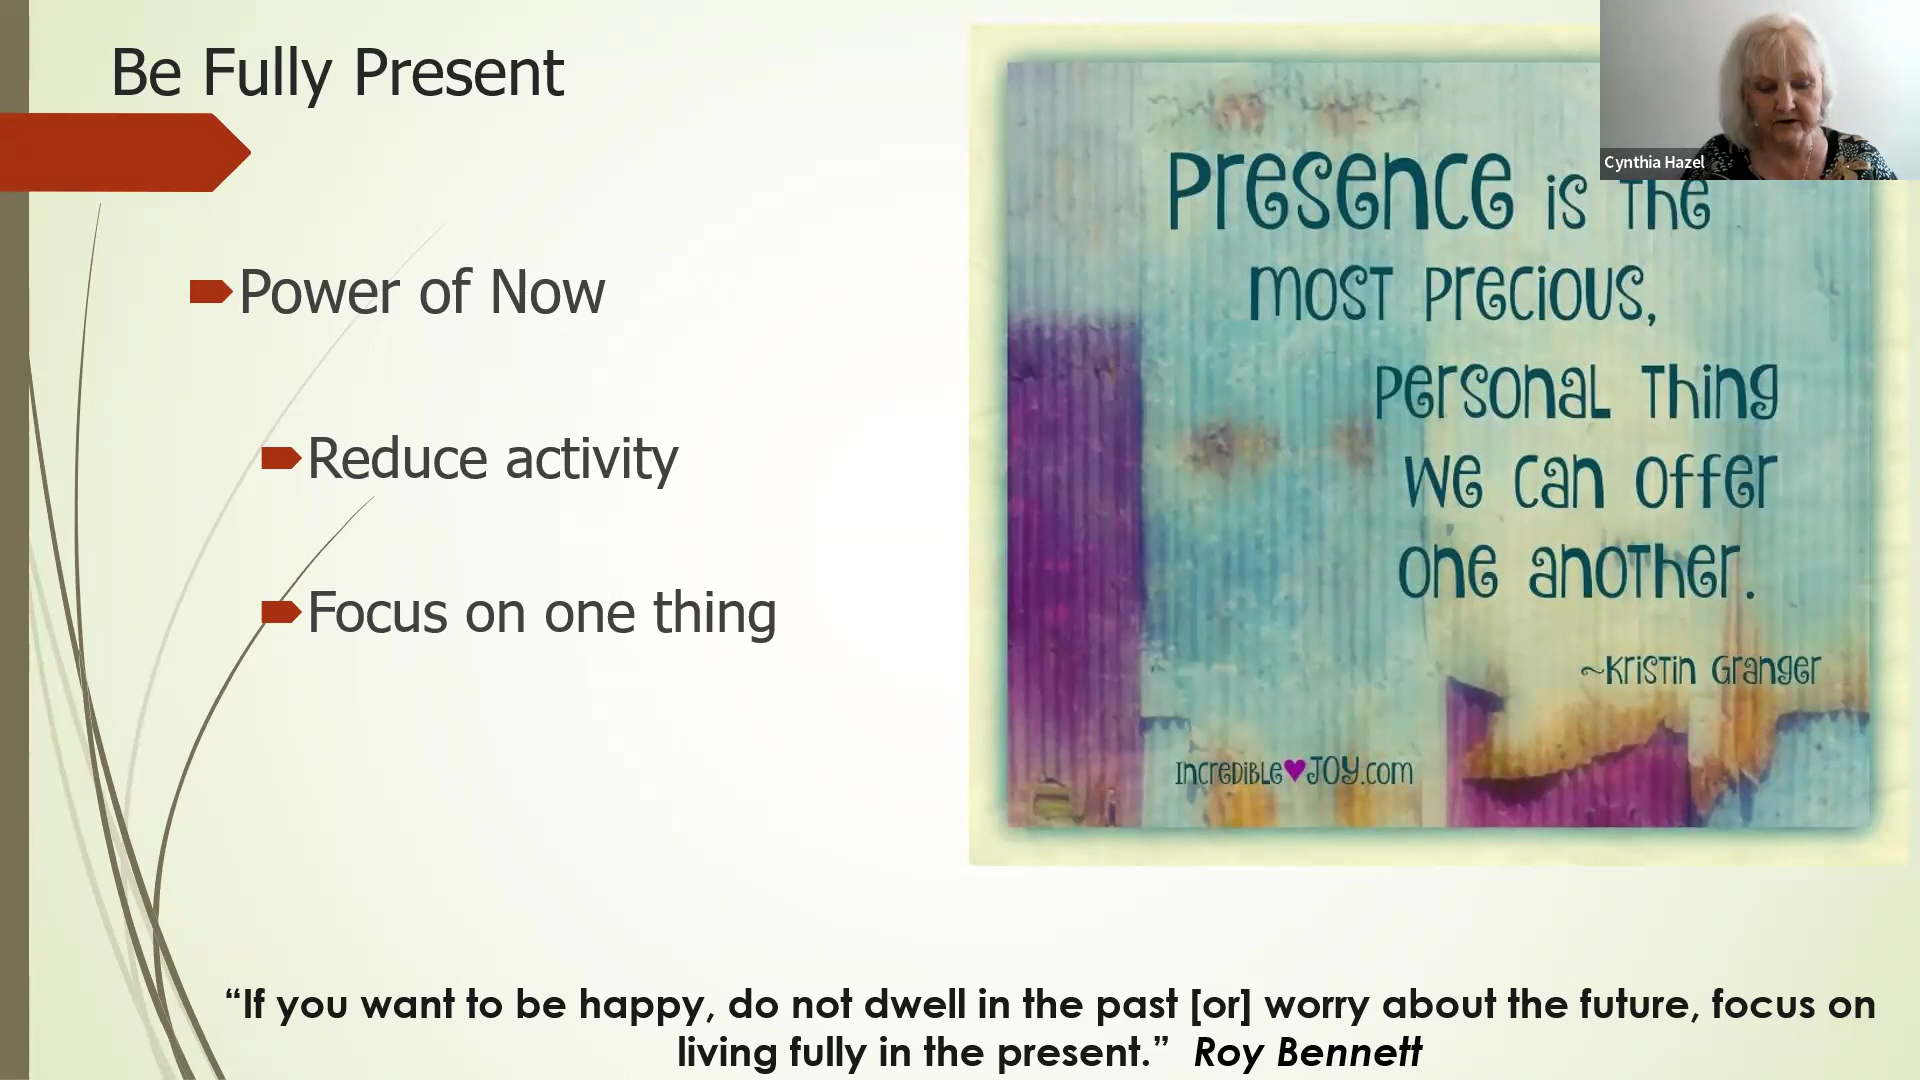 Be Fully Present
Power of Now
Reduce activity
Focus on one thing
Presence is the
most precious,
personal thing
we can offer
one another.
~Kristin Granger
Incredible♥Joy.com
Cynthia Hazel
“If you want to be happy, do not dwell in the past [or] worry about the future, focus on
living fully in the present.” Roy Bennett